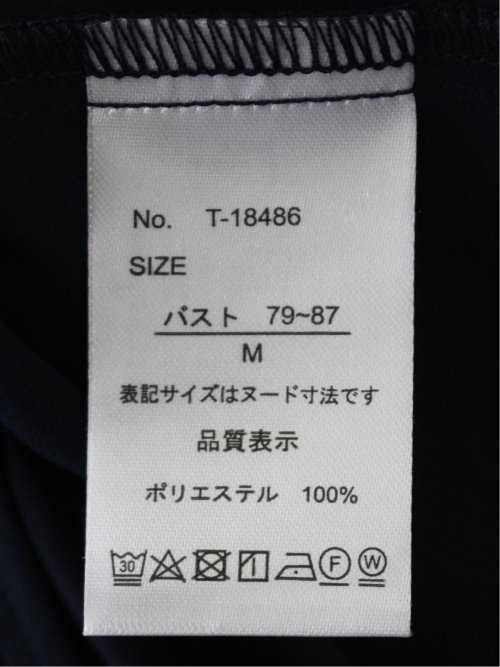 No. T-18486
SIZE
バスト 79~87
M
表記サイズはヌード寸法です
品質表示
ポリエステル 100%
30 F W